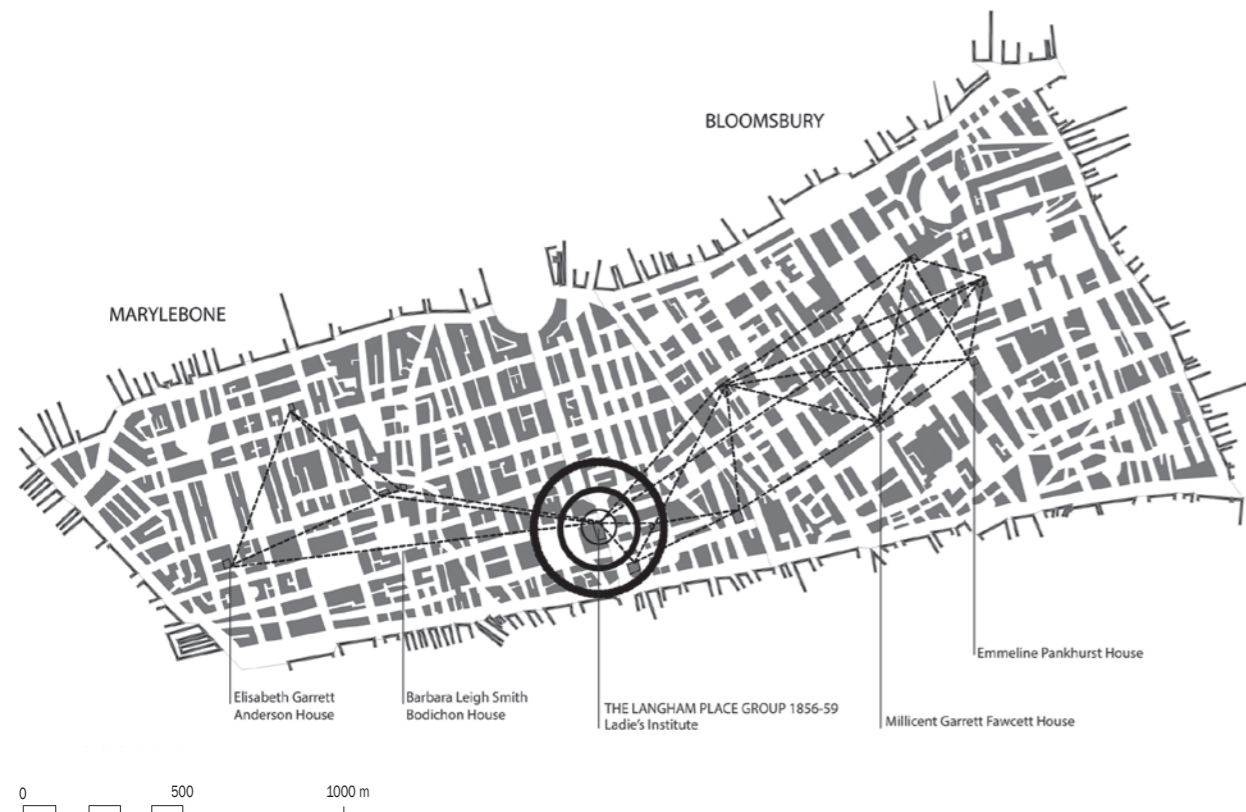 BLOOMSBURY
MARYLEBONE
Emmeline Pankhurst House
Elisabeth Garrett
Anderson House
Barbara Leigh Smith
Bodichon House
THE LANGHAM PLACE GROUP 1856-59
Ladie's Institute
Millicent Garrett Fawcett House
0 500 1000 m